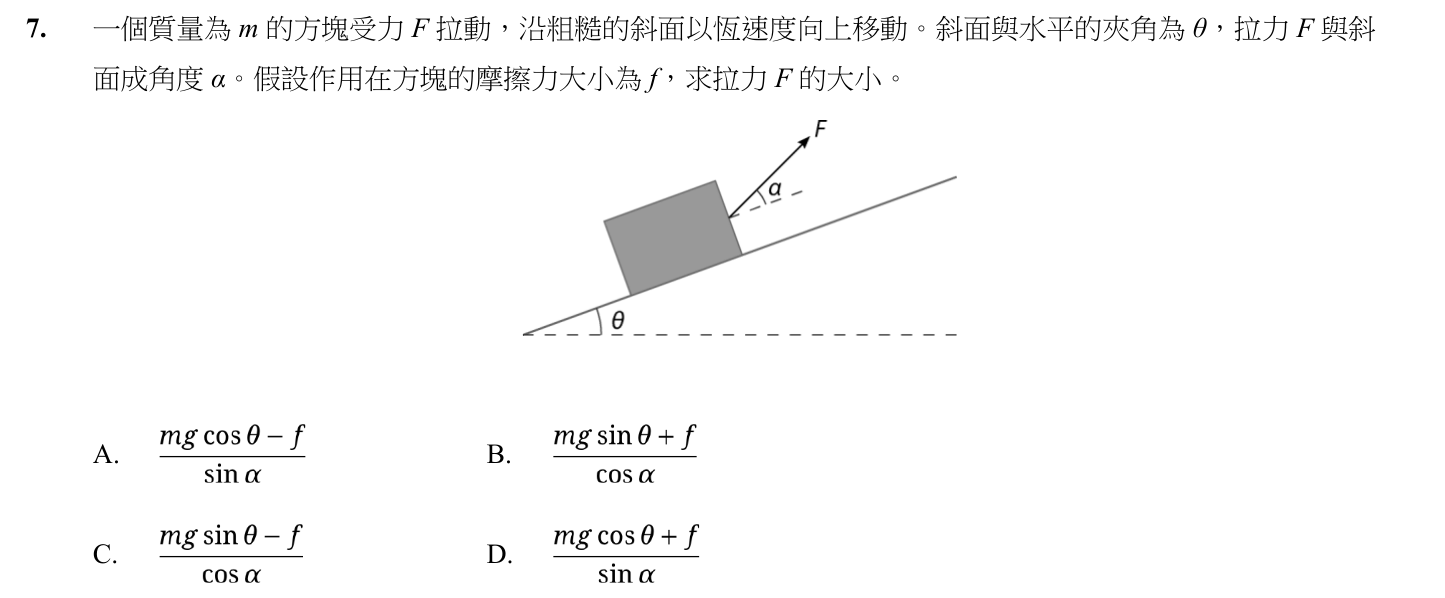 7. 一個質量為 m 的方塊受力 F 拉動，沿粗糙的斜面以恆速度向上移動。斜面與水平的夾角為 θ，拉力 F 與斜
面成角度 α。假設作用在方塊的摩擦力大小為 f，求拉力 F 的大小。
F
α
θ
A. (mg cos θ − f) / sin α B. (mg sin θ + f) / cos α
C. (mg sin θ − f) / cos α D. (mg cos θ + f) / sin α